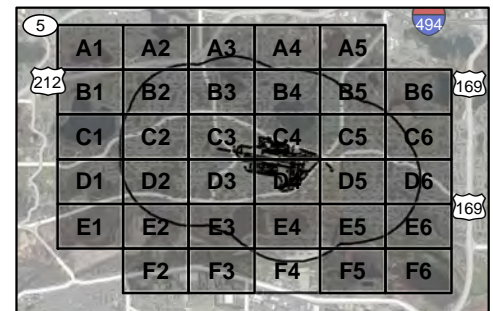 5 494
A1 A2 A3 A4 A5
212 B1 B2 B3 B4 B5 B6 169
C1 C2 C3 C4 C5 C6
D1 D2 D3 D4 D5 D6
169
E1 E2 E3 E4 E5 E6
F2 F3 F4 F5 F6